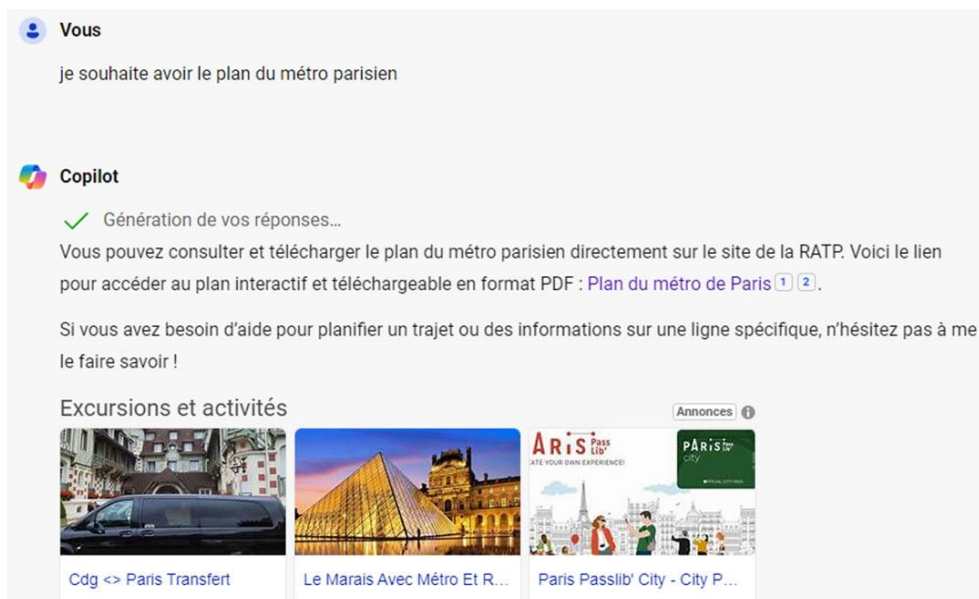 Vous
je souhaite avoir le plan du métro parisien
Copilot
Génération de vos réponses...
Vous pouvez consulter et télécharger le plan du métro parisien directement sur le site de la RATP. Voici le lien
pour accéder au plan interactif et téléchargeable en format PDF : Plan du métro de Paris 1 2 .
Si vous avez besoin d’aide pour planifier un trajet ou des informations sur une ligne spécifique, n’hésitez pas à me
le faire savoir !
Excursions et activités
Annonces
ARiS Pass Lib'
ATE YOUR OWN EXPERIENCE!
PARiS Pass Lib'
city
OFFICIAL CITY PASS
Cdg <> Paris Transfert
Le Marais Avec Métro Et R...
Paris Passlib' City - City P...